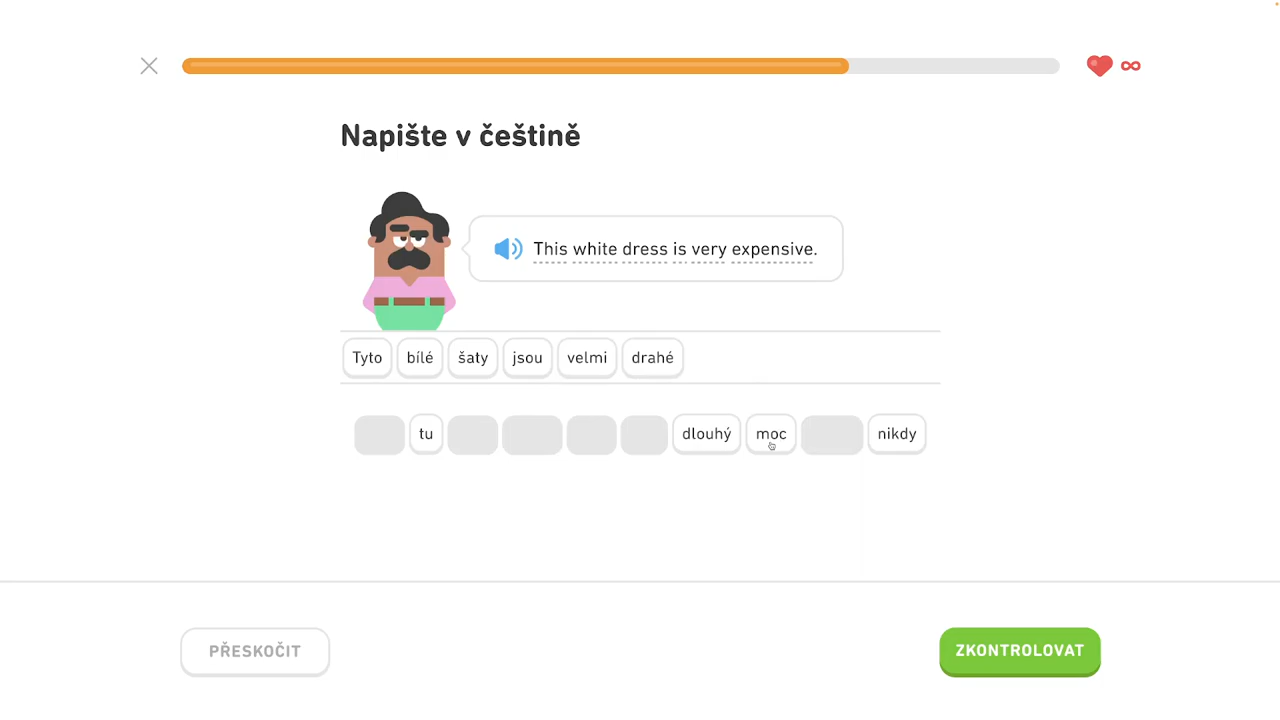 Napište v češtině
This white dress is very expensive.
Tyto bílé šaty jsou velmi drahé
tu dlouhý moc nikdy
PŘESKOČIT ZKONTROLOVAT